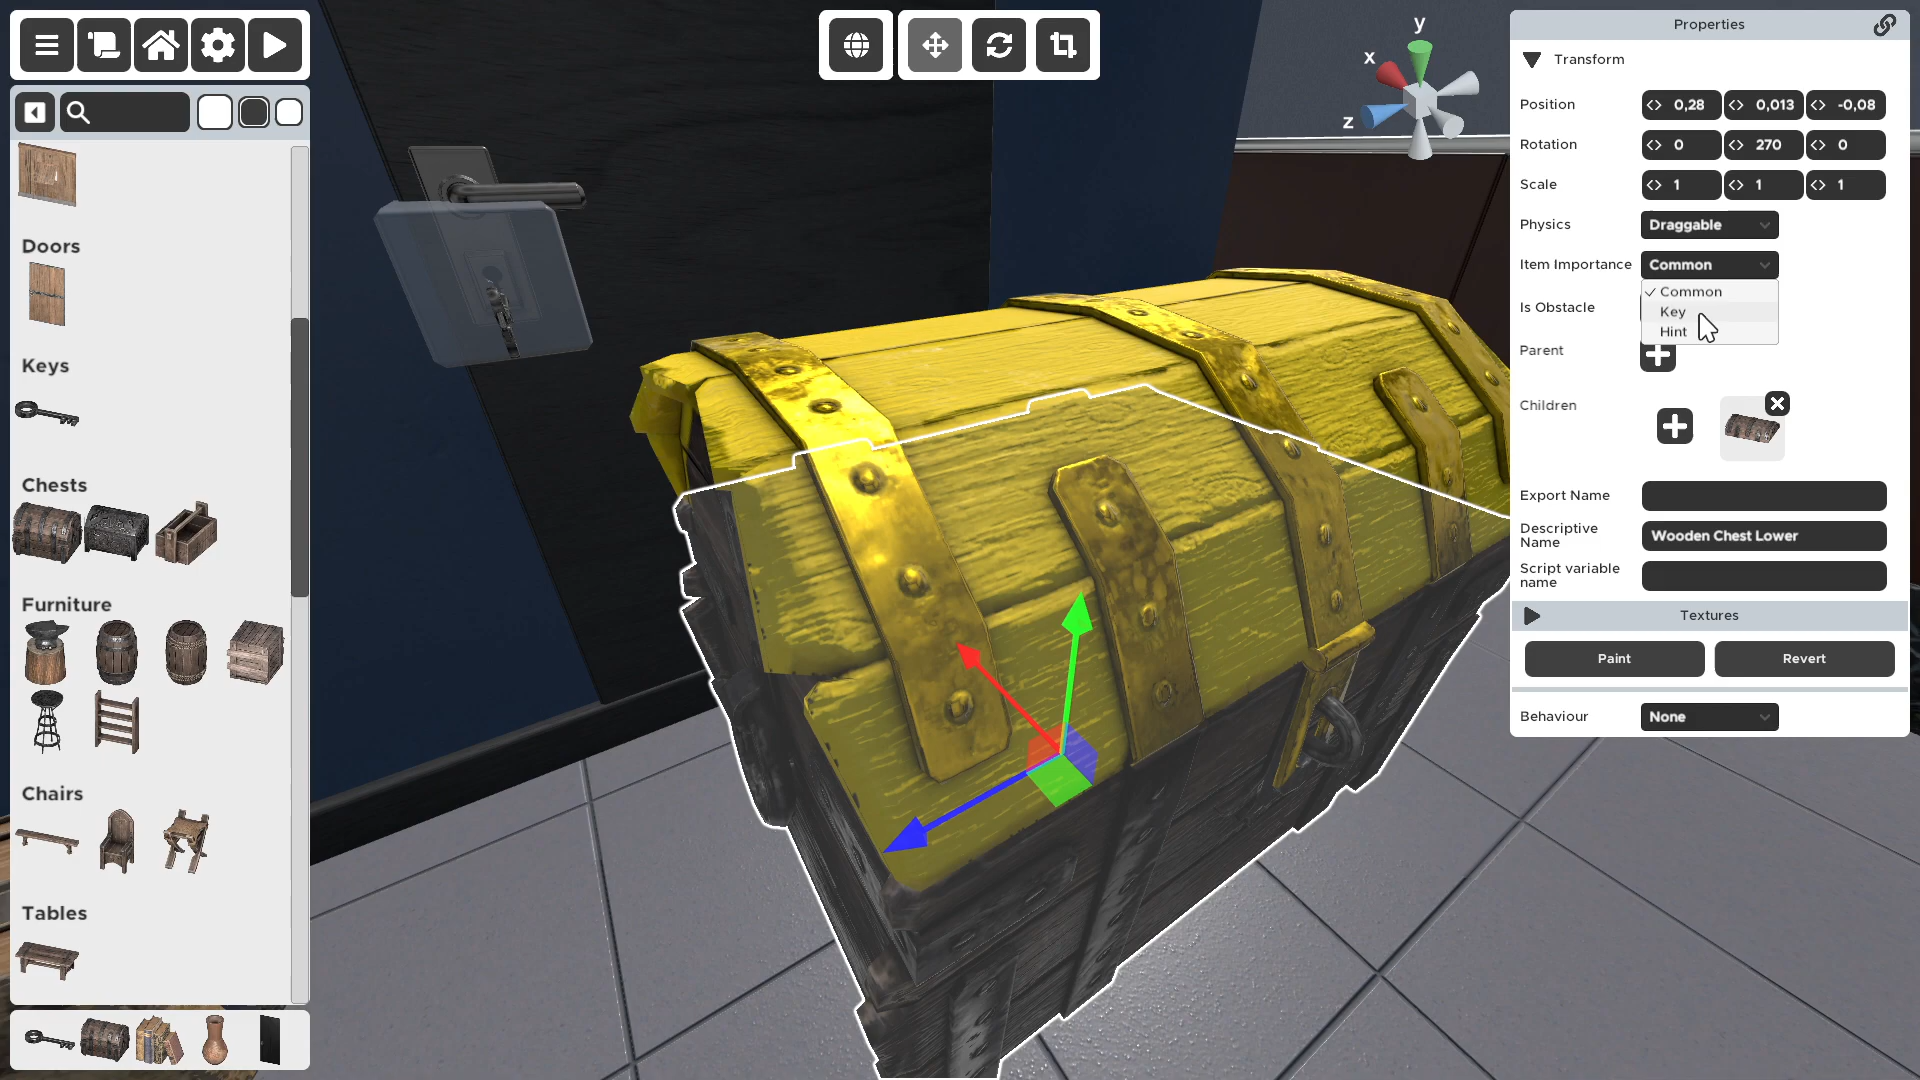 Doors
Keys
Chests
Furniture
Chairs
Tables
y
x
z
Properties
Transform
Position <> 0,28 <> 0,013 <> -0,08
Rotation <> 0 <> 270 <> 0
Scale <> 1 <> 1 <> 1
Physics Draggable
Item Importance Common
Common
Is Obstacle
Key
Hint
Parent
Children
Export Name
Descriptive Name Wooden Chest Lower
Script variable name
Textures
Paint Revert
Behaviour None